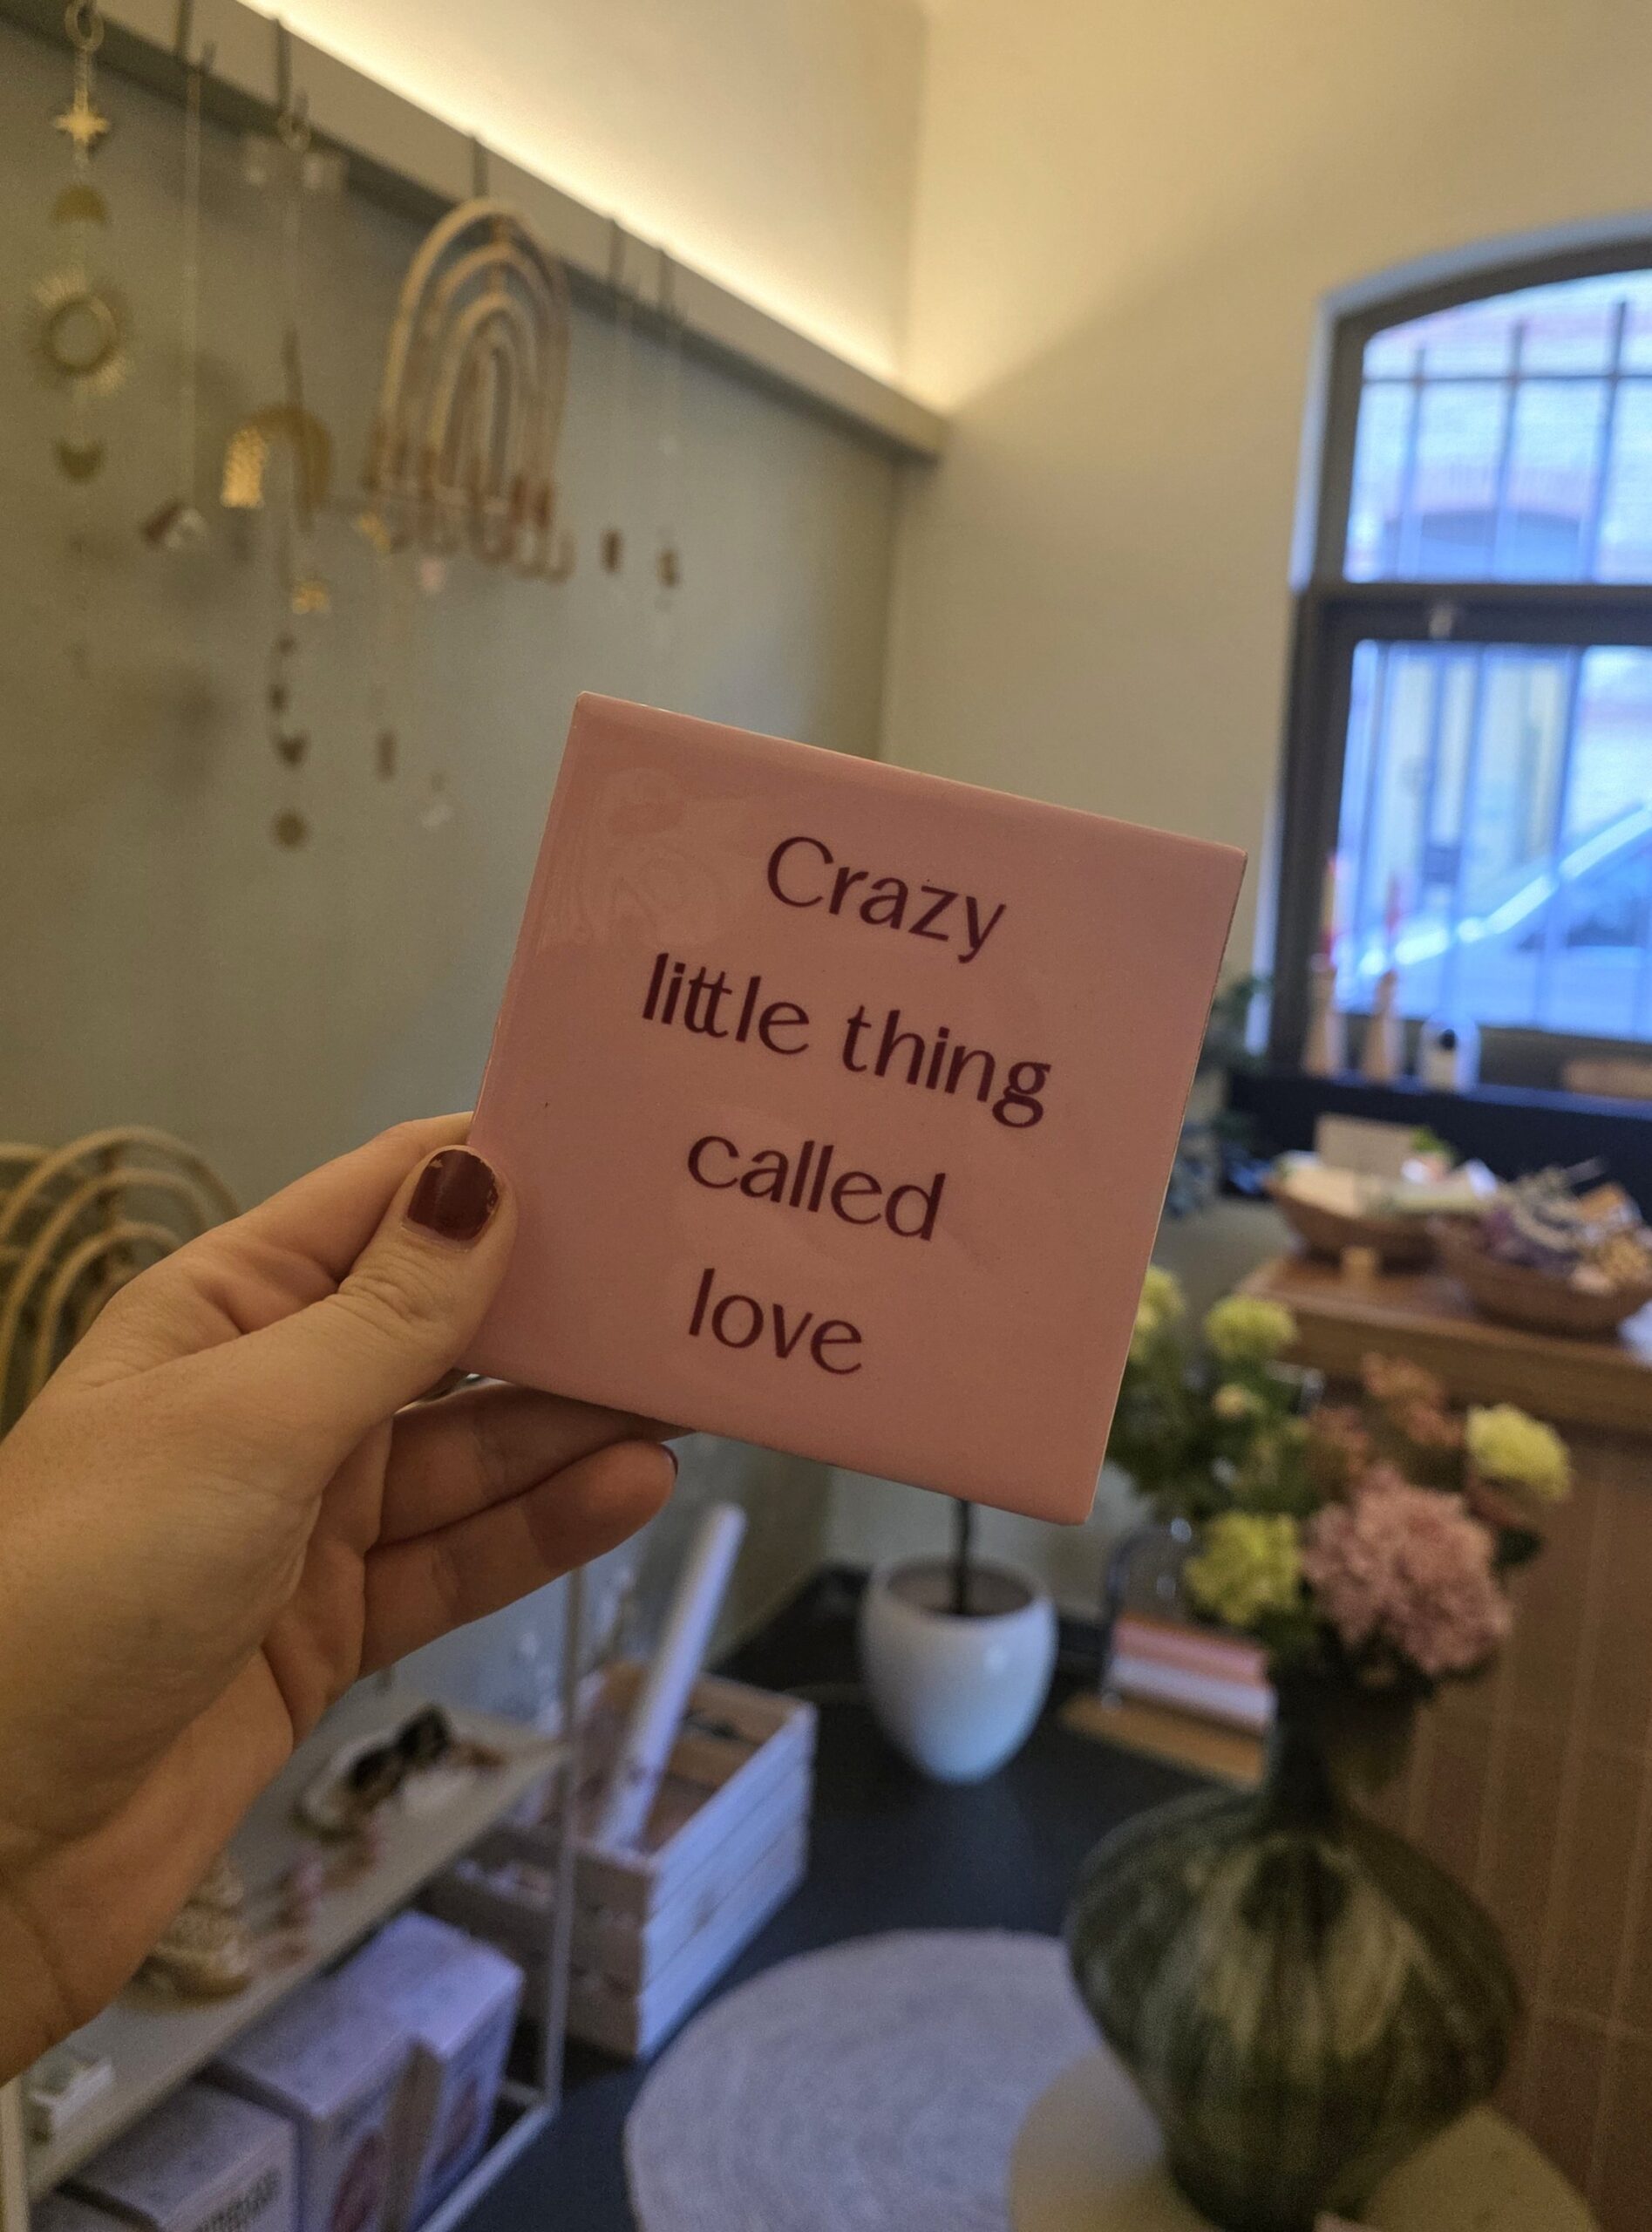 Crazy
little thing
called
love